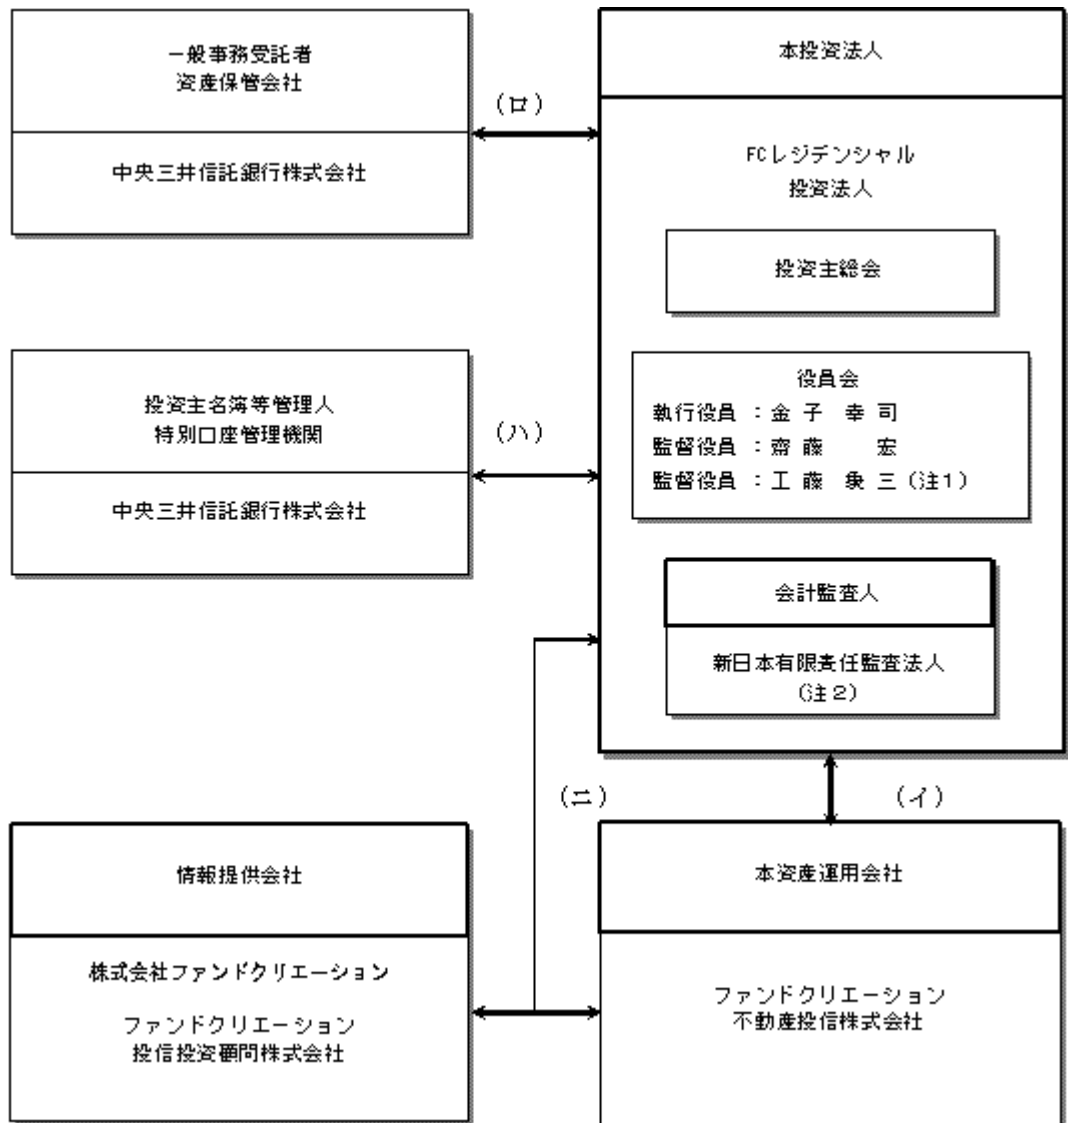 一般事務受託者
資産保管会社
中央三井信託銀行株式会社
(ロ)
本投資法人
FCレジデンシャル
投資法人
投資主総会
役員会
執行役員 :金 子 幸 司
監督役員 :齋 藤 宏
監督役員 :工 藤 奐 三(注1)
会計監査人
新日本有限責任監査法人
(注2)
投資主名簿等管理人
特別口座管理機関
中央三井信託銀行株式会社
(ハ)
(ニ)
(イ)
情報提供会社
株式会社ファンドクリエーション
ファンドクリエーション
投信投資顧問株式会社
本資産運用会社
ファンドクリエーション
不動産投信株式会社